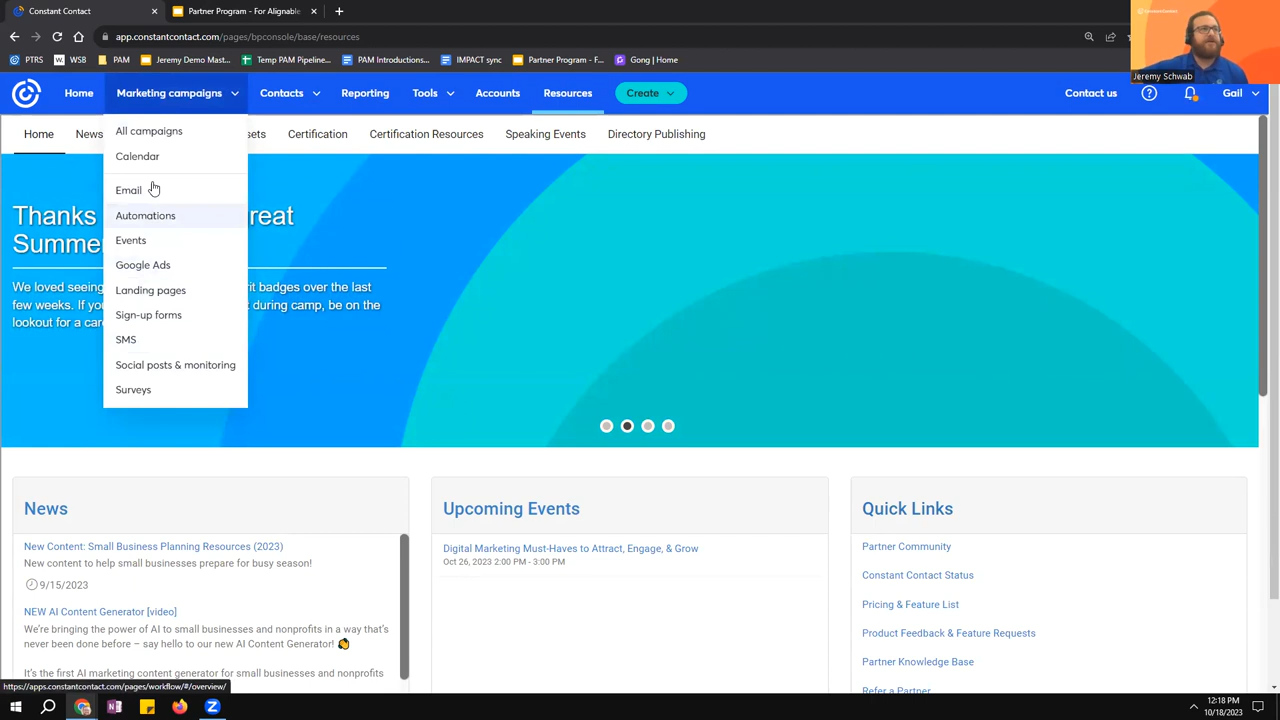 Constant Contact
Partner Program - For Alignable
app.constantcontact.com/pages/bpconsole/base/resources
PTRS
WSB
PAM
Jeremy Demo Mast...
Temp PAM Pipeline...
PAM Introductions...
IMPACT sync
Partner Program - F...
Gong | Home
Jeremy Schwab
Home
Marketing campaigns
Contacts
Reporting
Tools
Accounts
Resources
Create
Contact us
Gail
Home
News
sets
Certification
Certification Resources
Speaking Events
Directory Publishing
All campaigns
Calendar
Email
Automations
Events
Google Ads
Landing pages
Sign-up forms
SMS
Social posts & monitoring
Surveys
Thanks reat
Summer
We loved seeing it badges over the last
few weeks. If you during camp, be on the
lookout for a care
News
New Content: Small Business Planning Resources (2023)
New content to help small businesses prepare for busy season!
9/15/2023
NEW AI Content Generator [video]
We're bringing the power of AI to small businesses and nonprofits in a way that's
never been done before – say hello to our new AI Content Generator! 👏
It's the first AI marketing content generator for small businesses and nonprofits
Upcoming Events
Digital Marketing Must-Haves to Attract, Engage, & Grow
Oct 26, 2023 2:00 PM - 3:00 PM
Quick Links
Partner Community
Constant Contact Status
Pricing & Feature List
Product Feedback & Feature Requests
Partner Knowledge Base
Refer a Partner
https://apps.constantcontact.com/pages/workflow/#/overview/
12:18 PM
10/18/2023